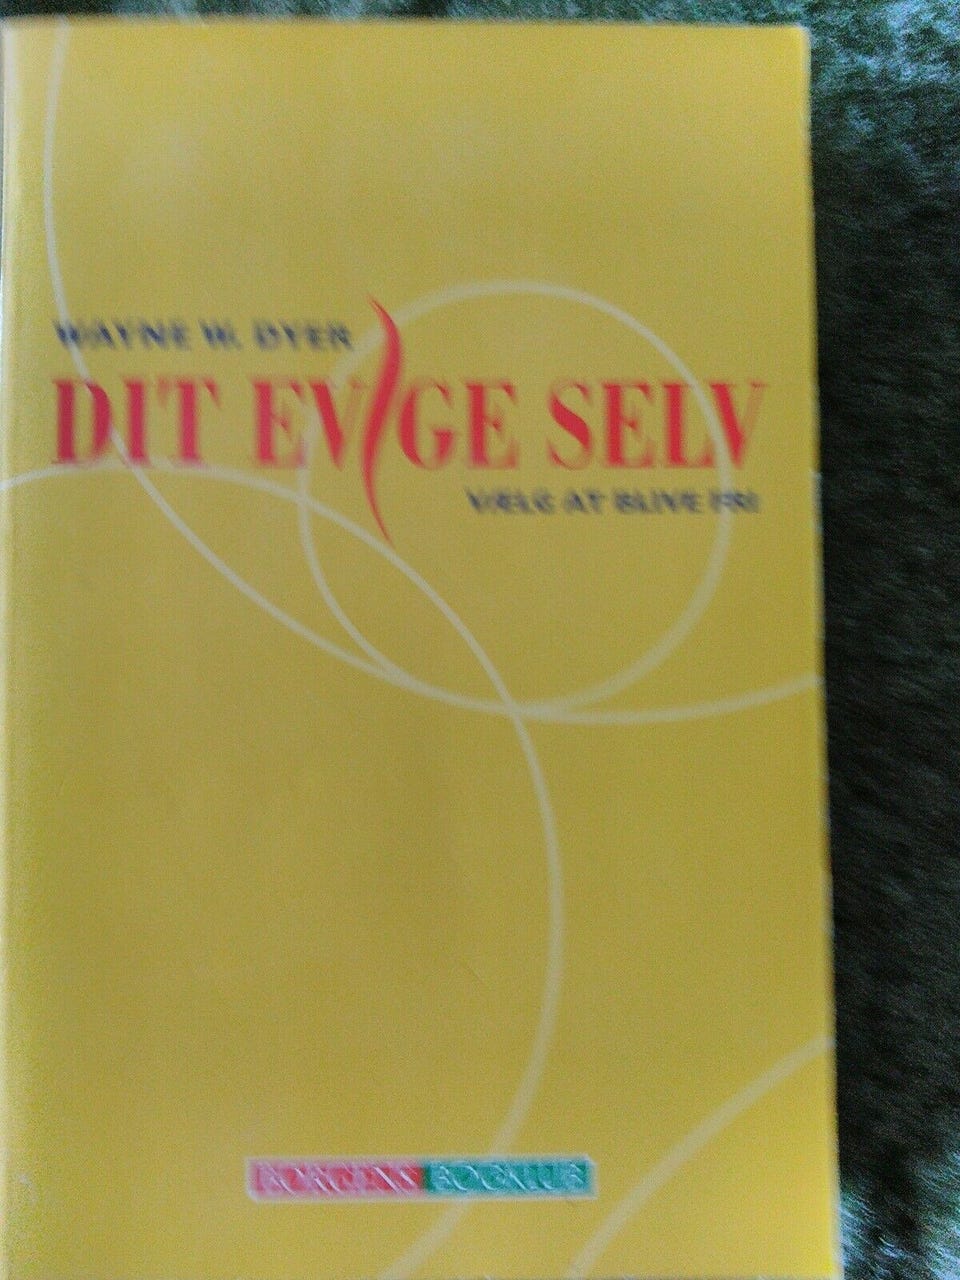 WAYNE W. DYER
DIT EVIGE SELV
VÆLG AT BLIVE FRI
BORGENS BOGKLUB